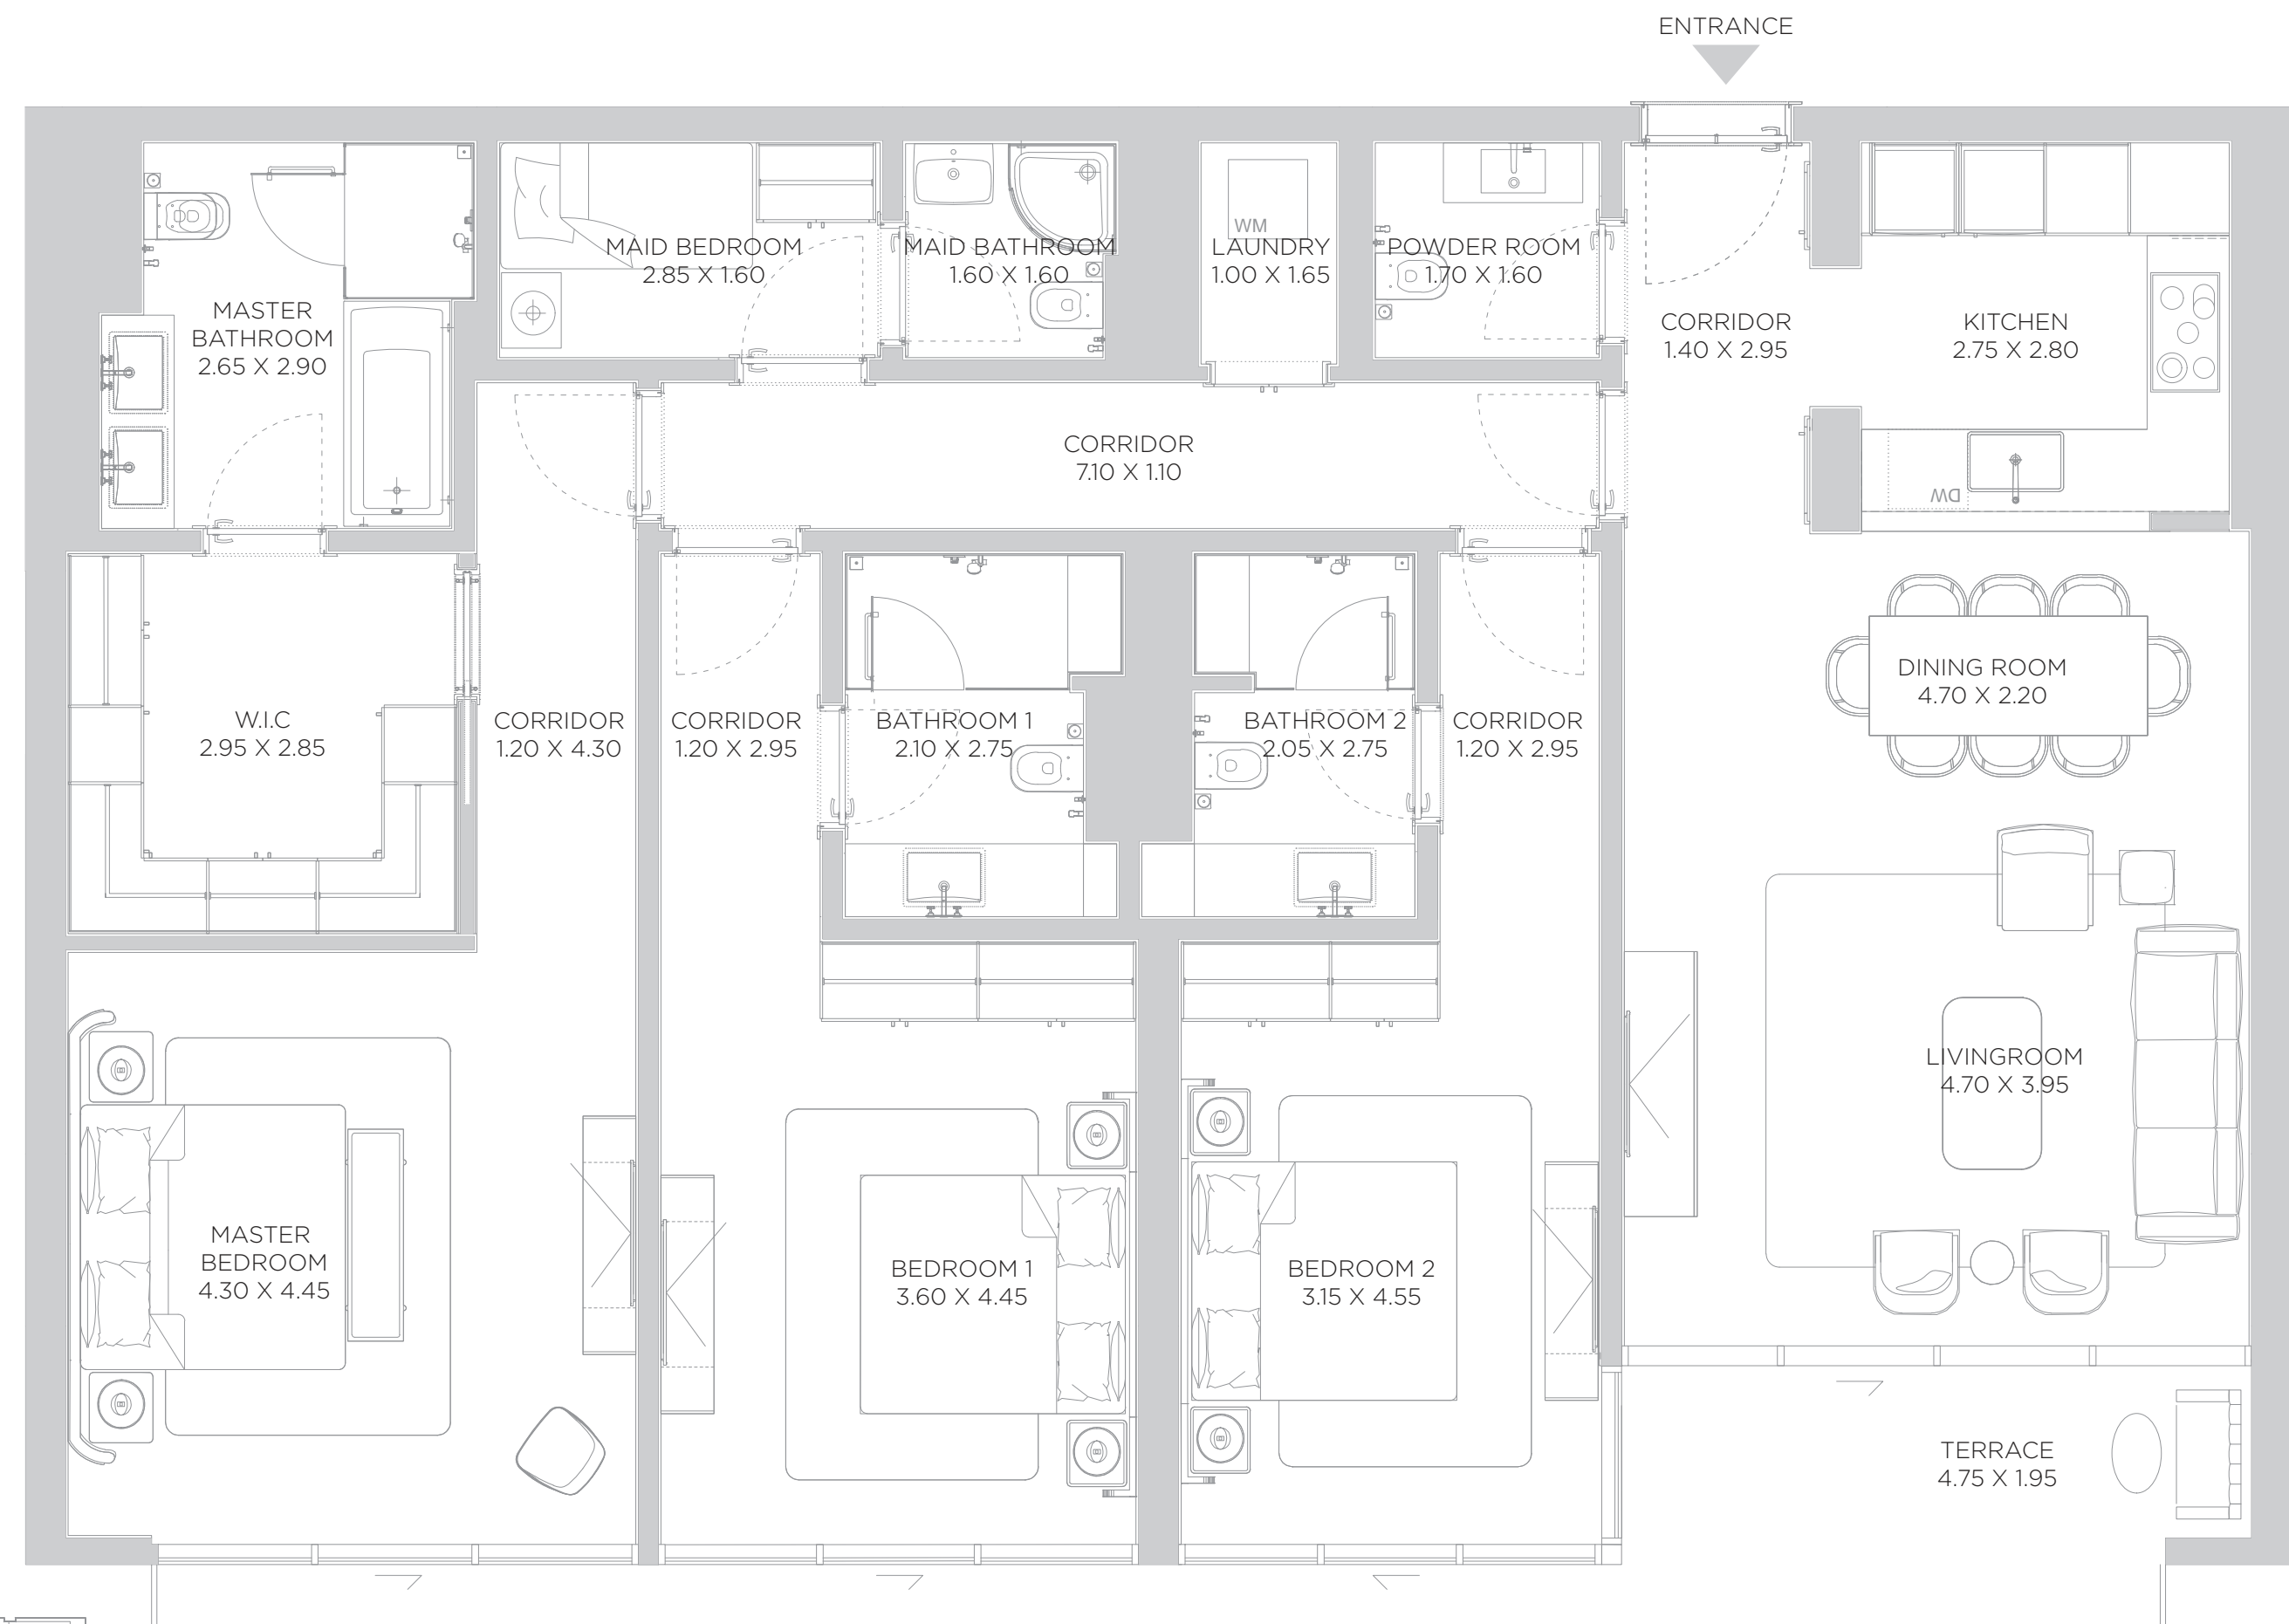 ENTRANCE
WM
MAID BEDROOM
2.85 X 1.60
MAID BATHROOM
1.60 X 1.60
LAUNDRY
1.00 X 1.65
POWDER ROOM
1.70 X 1.60
MASTER
BATHROOM
2.65 X 2.90
CORRIDOR
1.40 X 2.95
KITCHEN
2.75 X 2.80
CORRIDOR
7.10 X 1.10
DW
DINING ROOM
4.70 X 2.20
W.I.C
2.95 X 2.85
CORRIDOR
1.20 X 4.30
CORRIDOR
1.20 X 2.95
BATHROOM 1
2.10 X 2.75
BATHROOM 2
2.05 X 2.75
CORRIDOR
1.20 X 2.95
LIVINGROOM
4.70 X 3.95
MASTER
BEDROOM
4.30 X 4.45
BEDROOM 1
3.60 X 4.45
BEDROOM 2
3.15 X 4.55
TERRACE
4.75 X 1.95